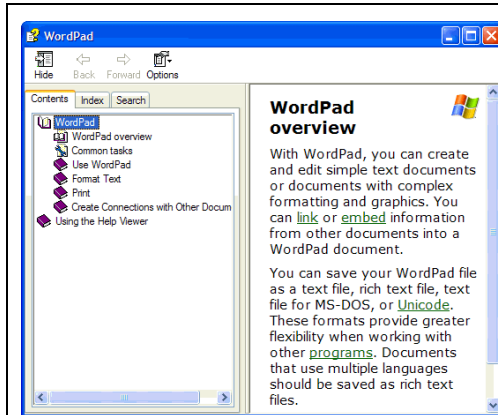 WordPad
Hide Back Forward Options
Contents Index Search
WordPad
WordPad overview
Common tasks
Use WordPad
Format Text
Print
Create Connections with Other Docum
Using the Help Viewer
WordPad
overview
With WordPad, you can create
and edit simple text documents
or documents with complex
formatting and graphics. You
can link or embed information
from other documents into a
WordPad document.
You can save your WordPad file
as a text file, rich text file, text
file for MS-DOS, or Unicode.
These formats provide greater
flexibility when working with
other programs. Documents
that use multiple languages
should be saved as rich text
files.